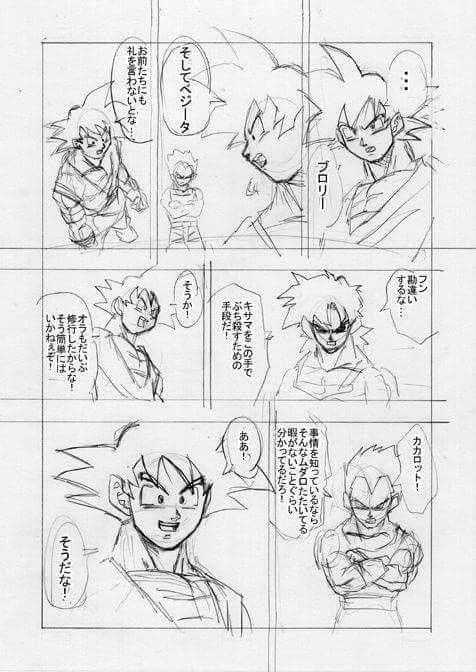 ・・・
ブロリー
そしてベジータ
お前たちにも
礼を言わないとな…
フン
勘違い
するな…
キサマをこの手で
ぶち殺すための
手段だ！
そうか！
オラもだいぶ
修行したからな！
そう簡単には
いかねぇぞ！
カカロット！
事情を知っているなら
そんなムダ口たたいてる
暇がないことぐらい
分かってるだろ！
ああ！
そうだな！